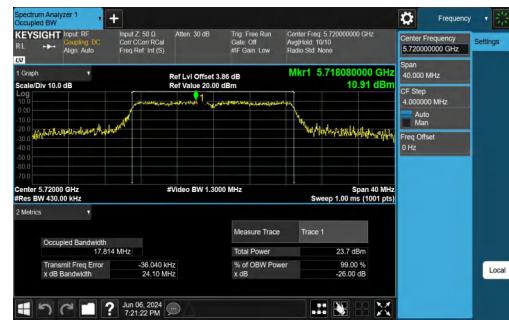 Spectrum Analyzer 1
Occupied BW
+
Frequency
KEYSIGHT
RL
Input: RF
Coupling: DC
Align: Auto
Input Z: 50 Ω
Corr CCorr RCal
Freq Ref: Int (S)
Atten: 30 dB
Trig: Free Run
Gate: Off
#IF Gain: Low
Center Freq: 5.720000000 GHz
Avg|Hold: 10/10
Radio Std: None
Center Frequency
5.720000000 GHz
Settings
Span
40.000 MHz
CF Step
4.000000 MHz
Auto
Man
Freq Offset
0 Hz
Local
1 Graph
Scale/Div 10.0 dB
Ref Lvl Offset 3.86 dB
Ref Value 20.00 dBm
Mkr1 5.718080000 GHz
10.91 dBm
Log
10.0
0.00
-10.0
-20.0
-30.0
-40.0
-50.0
-60.0
-70.0
1
Center 5.72000 GHz
#Video BW 1.3000 MHz
Span 40 MHz
#Res BW 430.00 kHz
Sweep 1.00 ms (1001 pts)
2 Metrics
Measure Trace
Trace 1
Occupied Bandwidth
17.814 MHz
Total Power
23.7 dBm
Transmit Freq Error
-36.040 kHz
% of OBW Power
99.00 %
x dB Bandwidth
24.10 MHz
x dB
-26.00 dB
?
Jun 06, 2024
7:21:22 PM